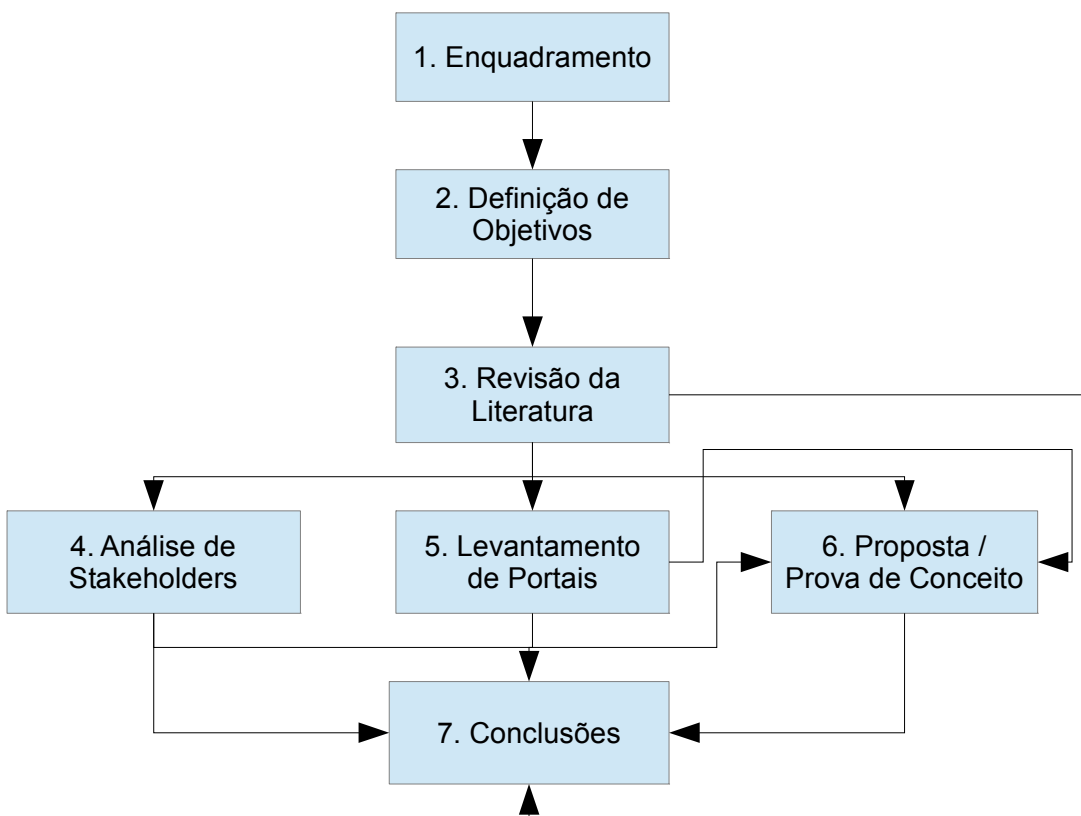 1. Enquadramento
2. Definição de
Objetivos
3. Revisão da
Literatura
4. Análise de
Stakeholders
5. Levantamento
de Portais
6. Proposta /
Prova de Conceito
7. Conclusões